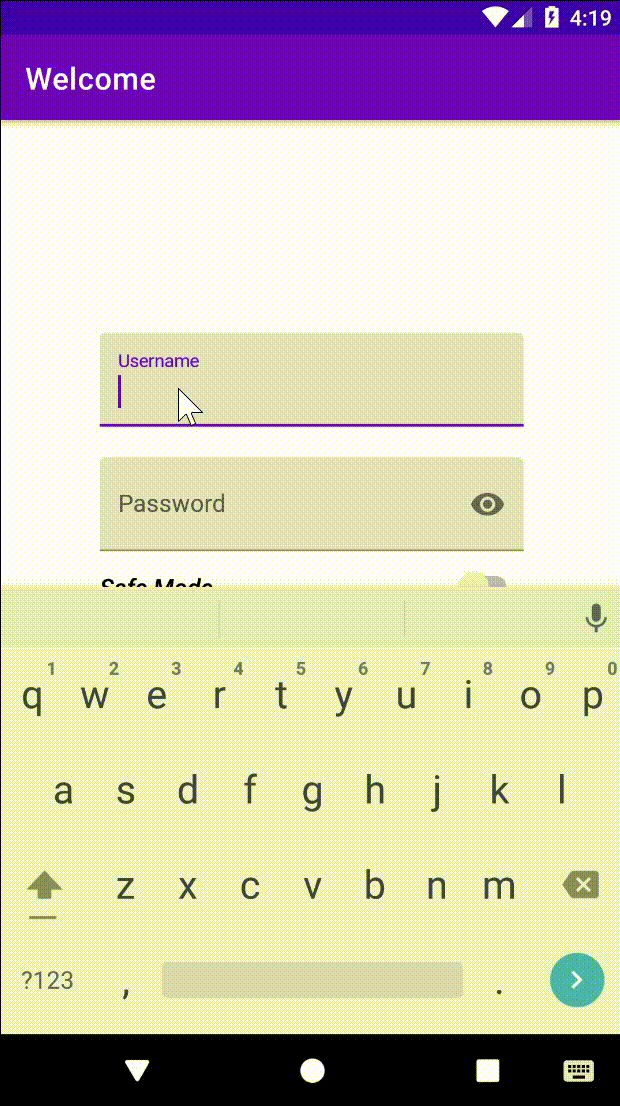 4:19
Welcome
Username
Password
Safe Mode
1 2 3 4 5 6 7 8 9 0
q w e r t y u i o p
a s d f g h j k l
z x c v b n m
?123 , .